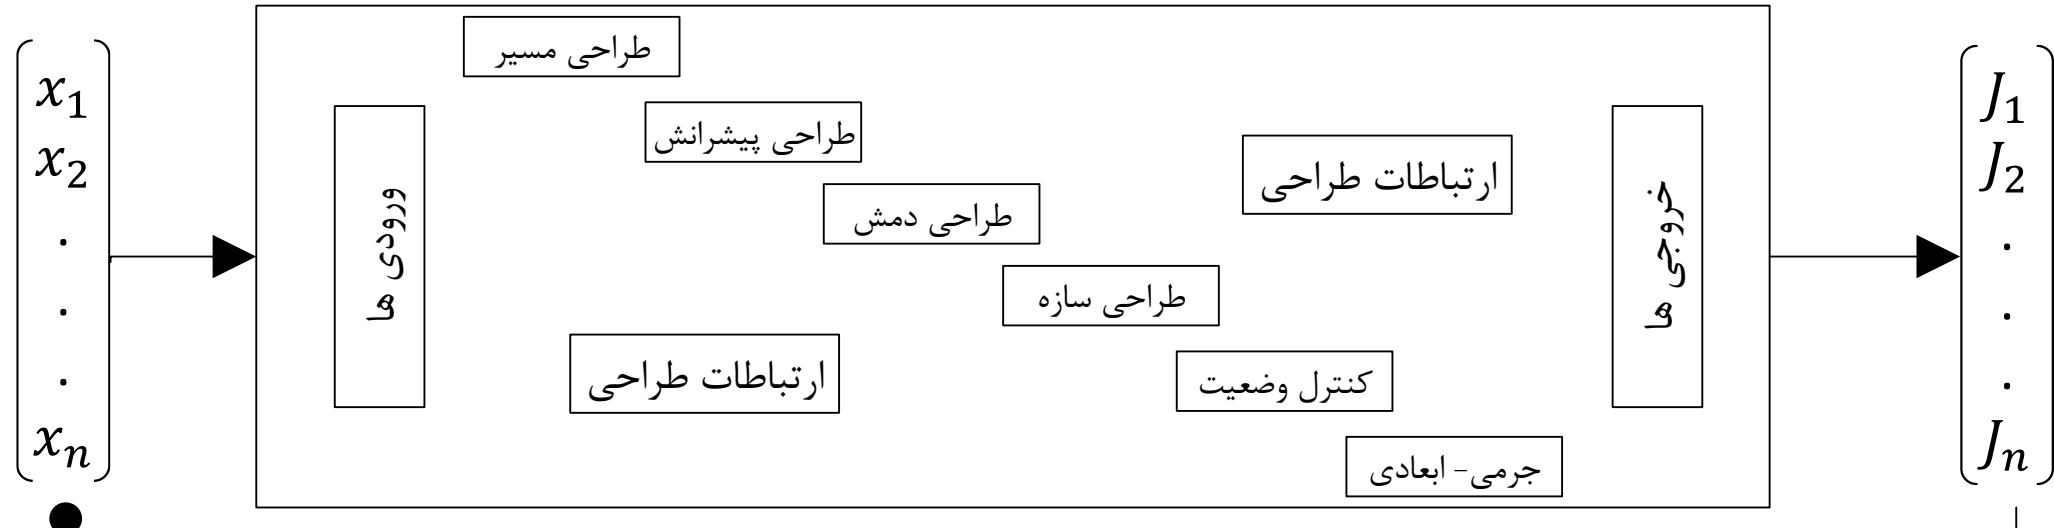 x1
x2
.
.
.
xn
ورودی ها
طراحی مسیر
طراحی پیشرانش
طراحی دمش
طراحی سازه
کنترل وضعیت
جرمی- ابعادی
ارتباطات طراحی
ارتباطات طراحی
خروجی ها
J1
J2
.
.
.
Jn